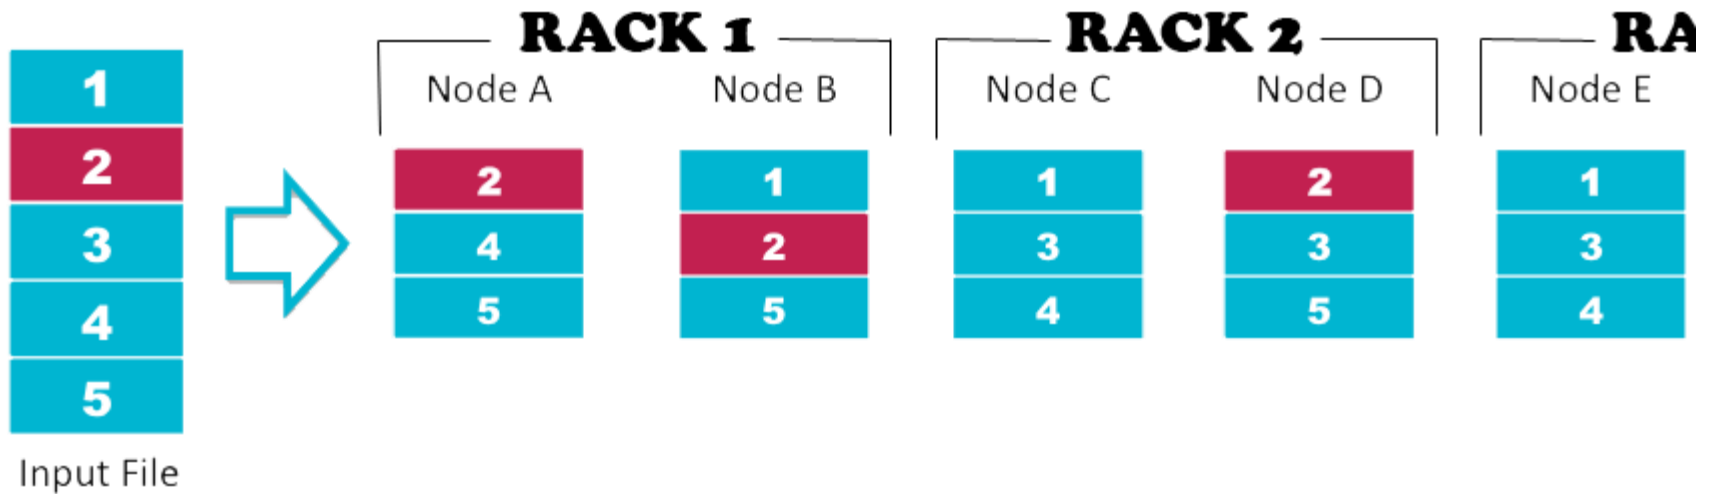 RACK 1 RACK 2 RA
Node A Node B Node C Node D Node E
1
2
3
4
5
Input File
2 1 1 2 1
4 2 3 3 3
5 5 4 5 4